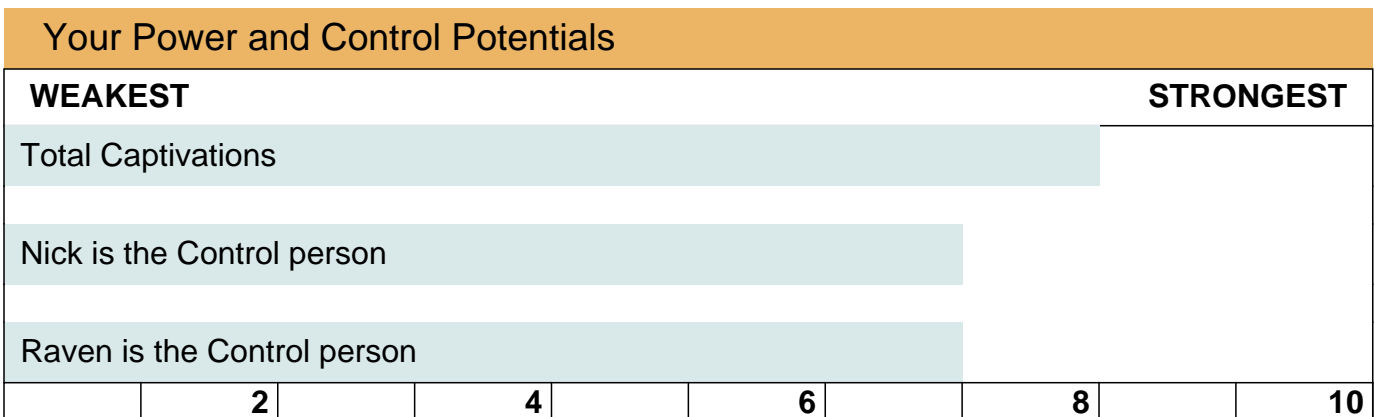 Your Power and Control Potentials
WEAKEST STRONGEST
Total Captivations
Nick is the Control person
Raven is the Control person
2 4 6 8 10